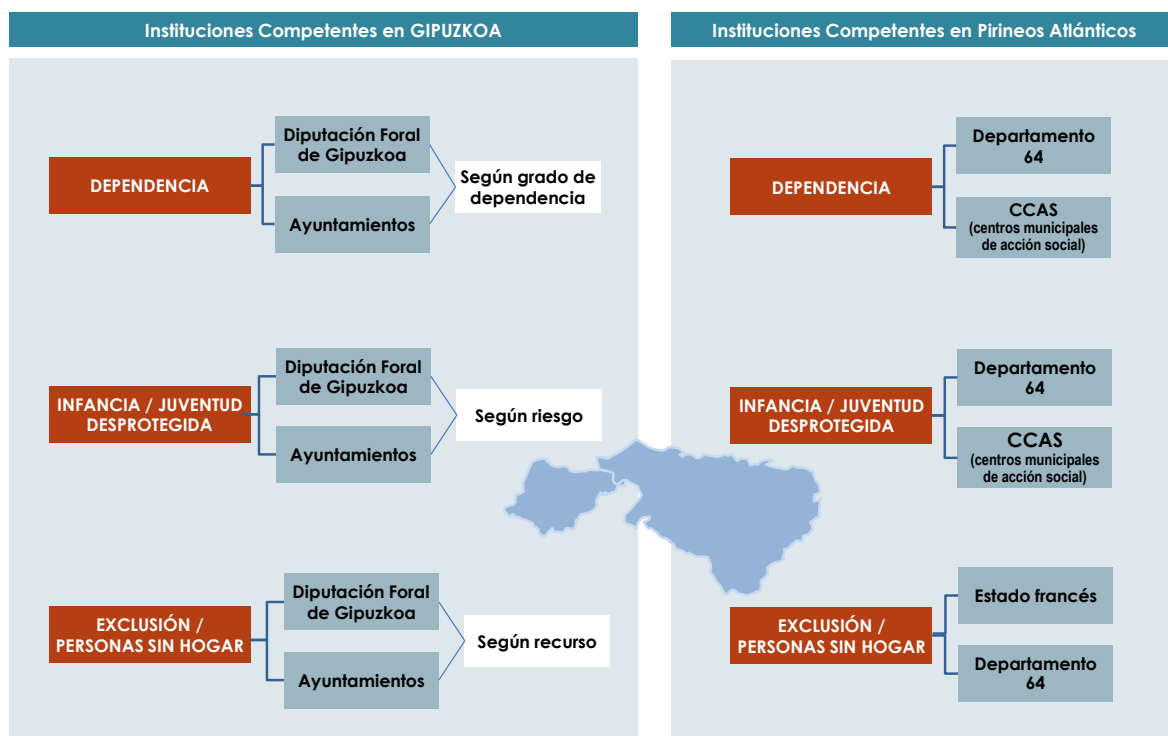 Instituciones Competentes en GIPUZKOA
DEPENDENCIA
Diputación Foral
de Gipuzkoa
Ayuntamientos
Según grado de
dependencia
INFANCIA / JUVENTUD
DESPROTEGIDA
Diputación Foral
de Gipuzkoa
Ayuntamientos
Según riesgo
EXCLUSIÓN /
PERSONAS SIN HOGAR
Diputación Foral
de Gipuzkoa
Ayuntamientos
Según recurso
Instituciones Competentes en Pirineos Atlánticos
DEPENDENCIA
Departamento
64
CCAS
(centros municipales
de acción social)
INFANCIA / JUVENTUD
DESPROTEGIDA
Departamento
64
CCAS
(centros municipales
de acción social)
EXCLUSIÓN /
PERSONAS SIN HOGAR
Estado francés
Departamento
64